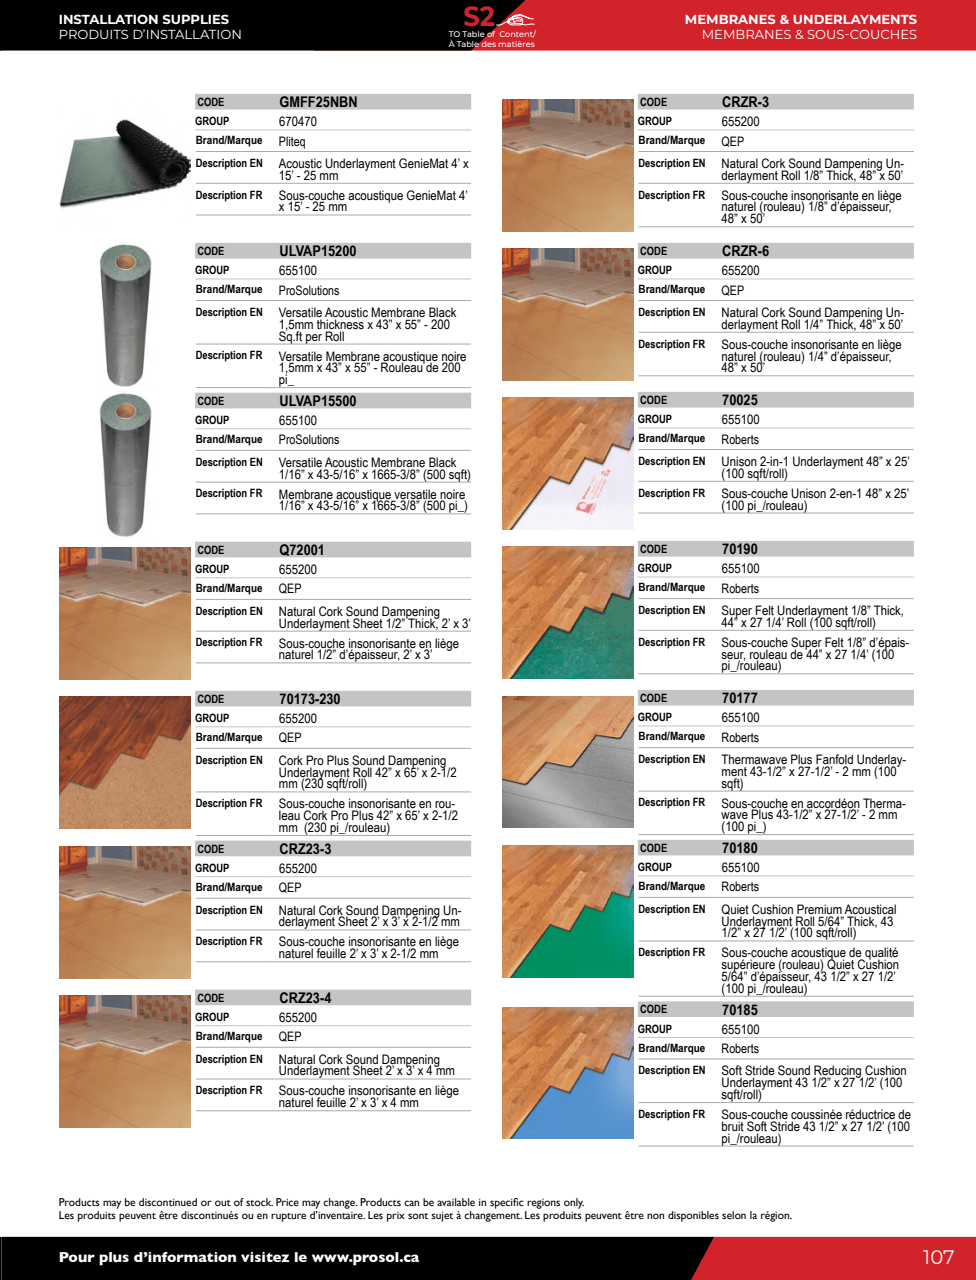 INSTALLATION SUPPLIES
PRODUITS D'INSTALLATION
S2
TO Table of Content/
À Table des matières
MEMBRANES & UNDERLAYMENTS
MEMBRANES & SOUS-COUCHES
CODE GMFF25NBN
GROUP 670470
Brand/Marque Pliteq
Description EN Acoustic Underlayment GenieMat 4' x
15' - 25 mm
Description FR Sous-couche acoustique GenieMat 4'
x 15' - 25 mm
CODE ULVAP15200
GROUP 655100
Brand/Marque ProSolutions
Description EN Versatile Acoustic Membrane Black
1,5mm thickness x 43” x 55” - 200
Sq.ft per Roll
Description FR Versatile Membrane acoustique noire
1,5mm x 43” x 55” - Rouleau de 200
pi_
CODE ULVAP15500
GROUP 655100
Brand/Marque ProSolutions
Description EN Versatile Acoustic Membrane Black
1/16” x 43-5/16” x 1665-3/8” (500 sqft)
Description FR Membrane acoustique versatile noire
1/16” x 43-5/16” x 1665-3/8” (500 pi_)
CODE Q72001
GROUP 655200
Brand/Marque QEP
Description EN Natural Cork Sound Dampening
Underlayment Sheet 1/2” Thick, 2' x 3'
Description FR Sous-couche insonorisante en liège
naturel 1/2” d'épaisseur, 2' x 3'
CODE 70173-230
GROUP 655200
Brand/Marque QEP
Description EN Cork Pro Plus Sound Dampening
Underlayment Roll 42” x 65' x 2-1/2
mm (230 sqft/roll)
Description FR Sous-couche insonorisante en rou-
leau Cork Pro Plus 42” x 65' x 2-1/2
mm (230 pi_/rouleau)
CODE CRZ23-3
GROUP 655200
Brand/Marque QEP
Description EN Natural Cork Sound Dampening Un-
derlayment Sheet 2' x 3' x 2-1/2 mm
Description FR Sous-couche insonorisante en liège
naturel feuille 2' x 3' x 2-1/2 mm
CODE CRZ23-4
GROUP 655200
Brand/Marque QEP
Description EN Natural Cork Sound Dampening
Underlayment Sheet 2' x 3' x 4 mm
Description FR Sous-couche insonorisante en liège
naturel feuille 2' x 3' x 4 mm
CODE CRZR-3
GROUP 655200
Brand/Marque QEP
Description EN Natural Cork Sound Dampening Un-
derlayment Roll 1/8” Thick, 48” x 50'
Description FR Sous-couche insonorisante en liège
naturel (rouleau) 1/8” d'épaisseur,
48” x 50'
CODE CRZR-6
GROUP 655200
Brand/Marque QEP
Description EN Natural Cork Sound Dampening Un-
derlayment Roll 1/4” Thick, 48” x 50'
Description FR Sous-couche insonorisante en liège
naturel (rouleau) 1/4” d'épaisseur,
48” x 50'
CODE 70025
GROUP 655100
Brand/Marque Roberts
Description EN Unison 2-in-1 Underlayment 48” x 25'
(100 sqft/roll)
Description FR Sous-couche Unison 2-en-1 48” x 25'
(100 pi_/rouleau)
CODE 70190
GROUP 655100
Brand/Marque Roberts
Description EN Super Felt Underlayment 1/8” Thick,
44” x 27 1/4' Roll (100 sqft/roll)
Description FR Sous-couche Super Felt 1/8” d'épais-
seur, rouleau de 44” x 27 1/4' (100
pi_/rouleau)
CODE 70177
GROUP 655100
Brand/Marque Roberts
Description EN Thermawave Plus Fanfold Underlay-
ment 43-1/2” x 27-1/2' - 2 mm (100
sqft)
Description FR Sous-couche en accordéon Therma-
wave Plus 43-1/2” x 27-1/2' - 2 mm
(100 pi_)
CODE 70180
GROUP 655100
Brand/Marque Roberts
Description EN Quiet Cushion Premium Acoustical
Underlayment Roll 5/64” Thick, 43
1/2” x 27 1/2' (100 sqft/roll)
Description FR Sous-couche acoustique de qualité
supérieure (rouleau) Quiet Cushion
5/64” d'épaisseur, 43 1/2” x 27 1/2'
(100 pi_/rouleau)
CODE 70185
GROUP 655100
Brand/Marque Roberts
Description EN Soft Stride Sound Reducing Cushion
Underlayment 43 1/2” x 27 1/2' (100
sqft/roll)
Description FR Sous-couche coussinée réductrice de
bruit Soft Stride 43 1/2” x 27 1/2' (100
pi_/rouleau)
Products may be discontinued or out of stock. Price may change. Products can be available in specific regions only.
Les produits peuvent être discontinués ou en rupture d'inventaire. Les prix sont sujet à changement. Les produits peuvent être non disponibles selon la région.
Pour plus d'information visitez le www.prosol.ca
107